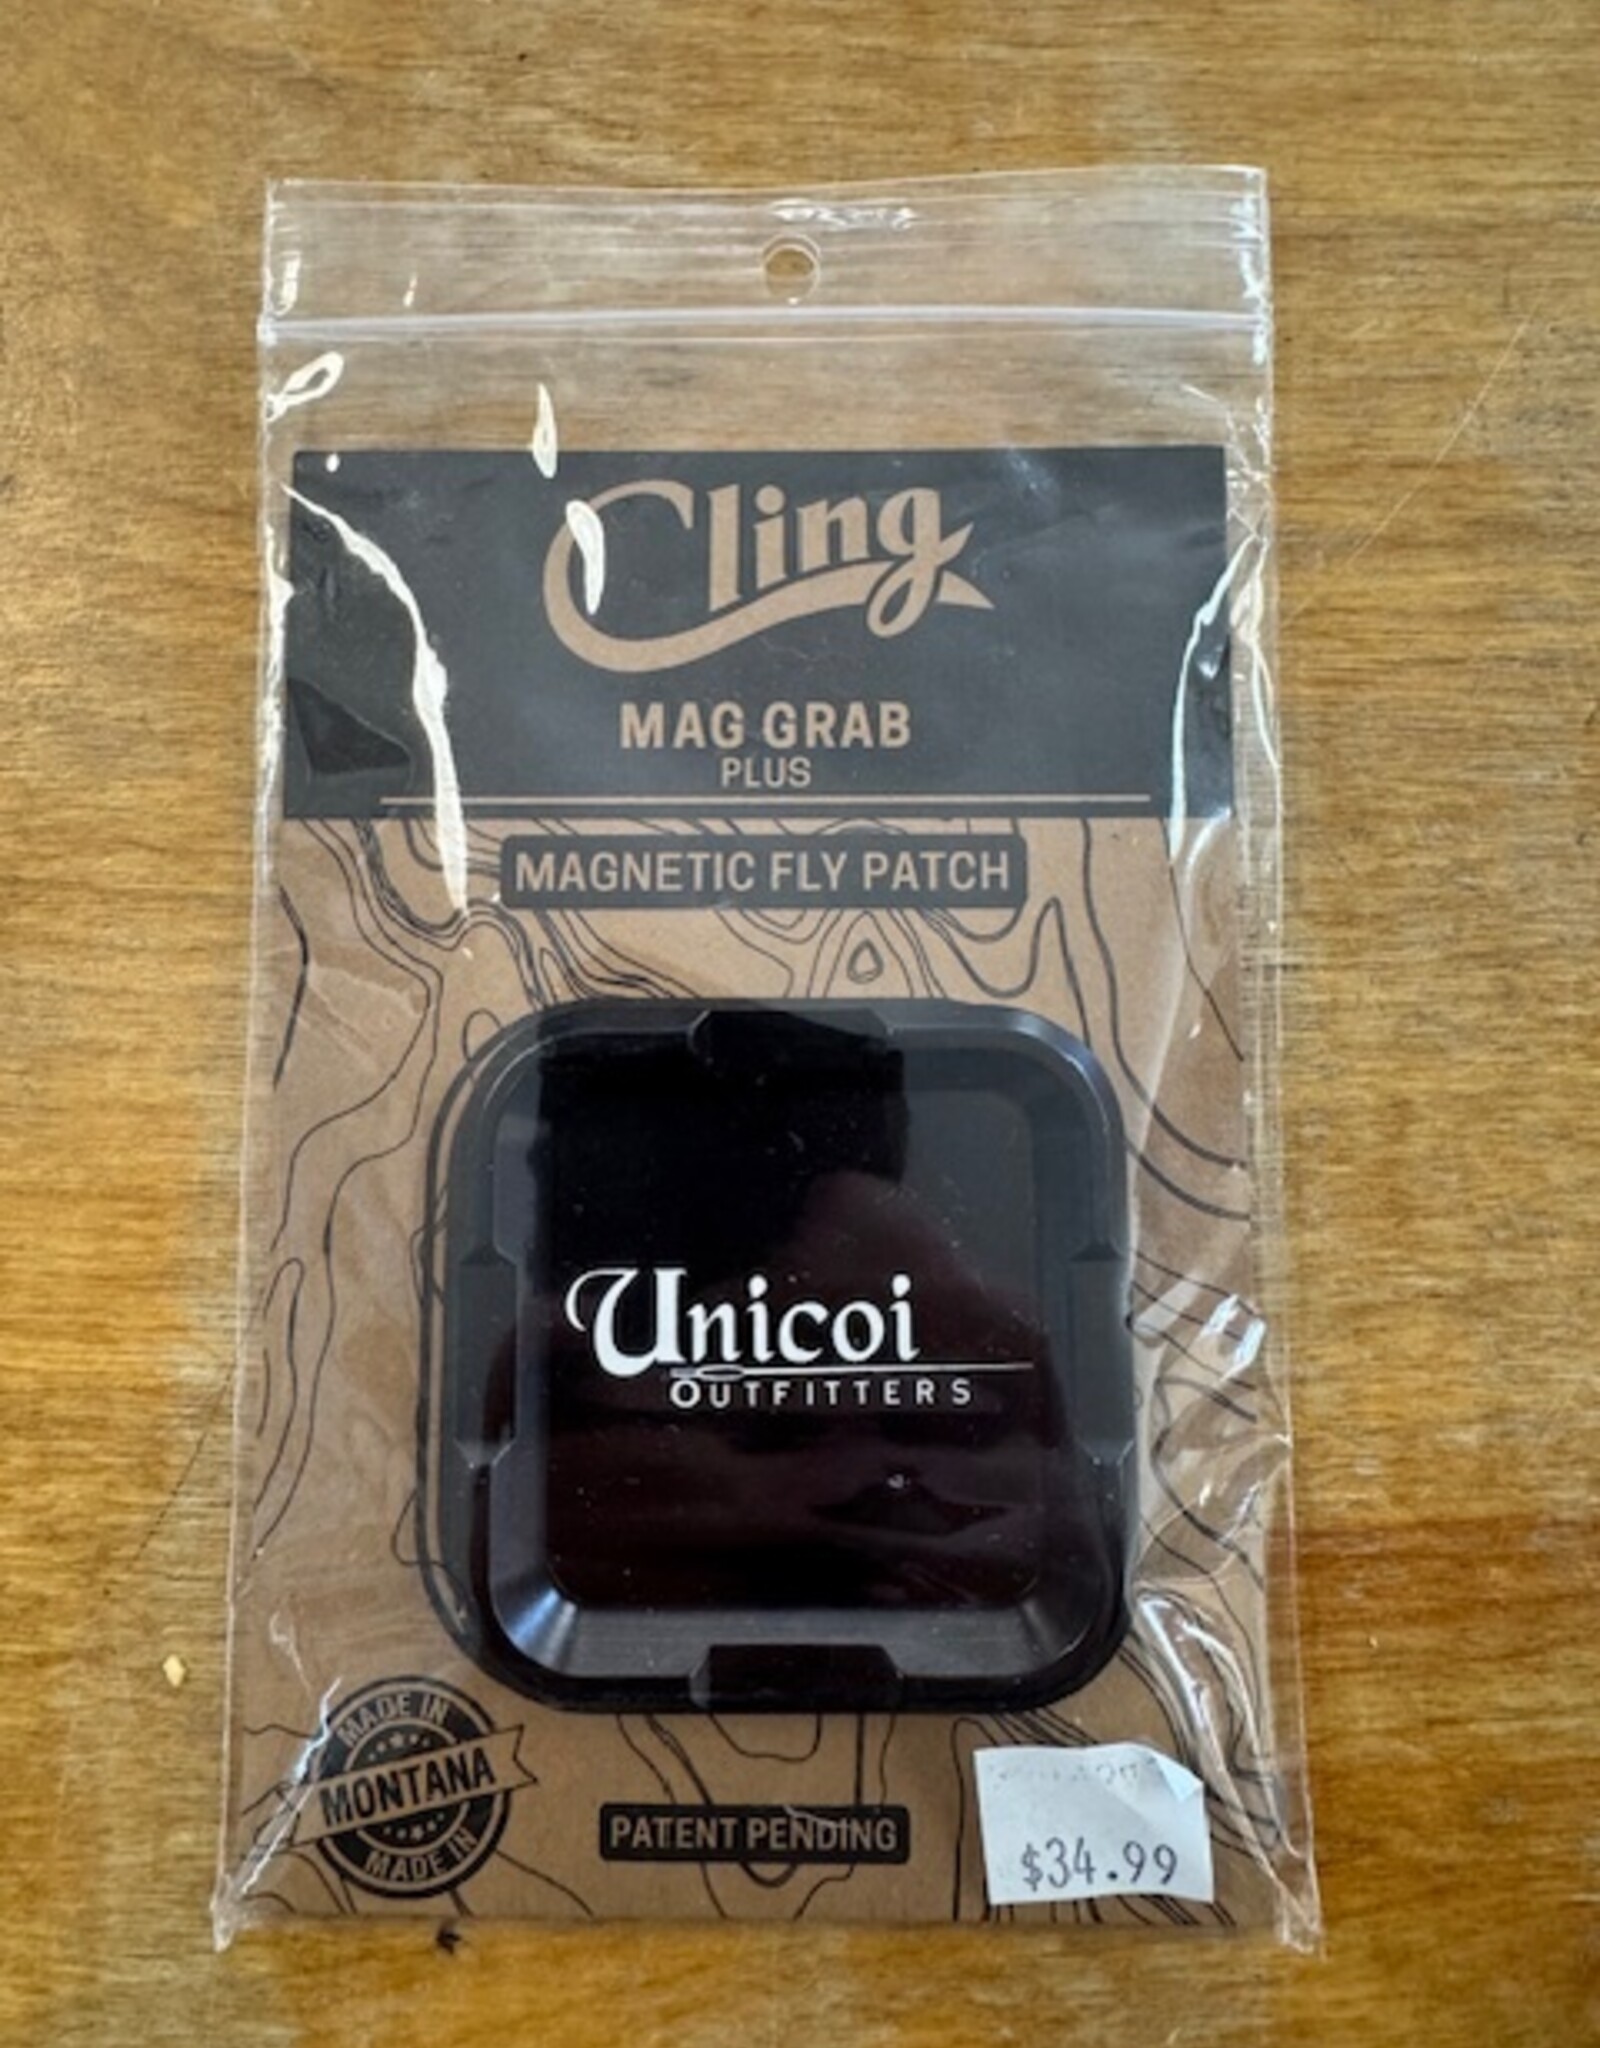 Cling
MAG GRAB
PLUS
MAGNETIC FLY PATCH
Unicoi
OUTFITTERS
MADE IN
MONTANA
MADE IN
PATENT PENDING
$34.99